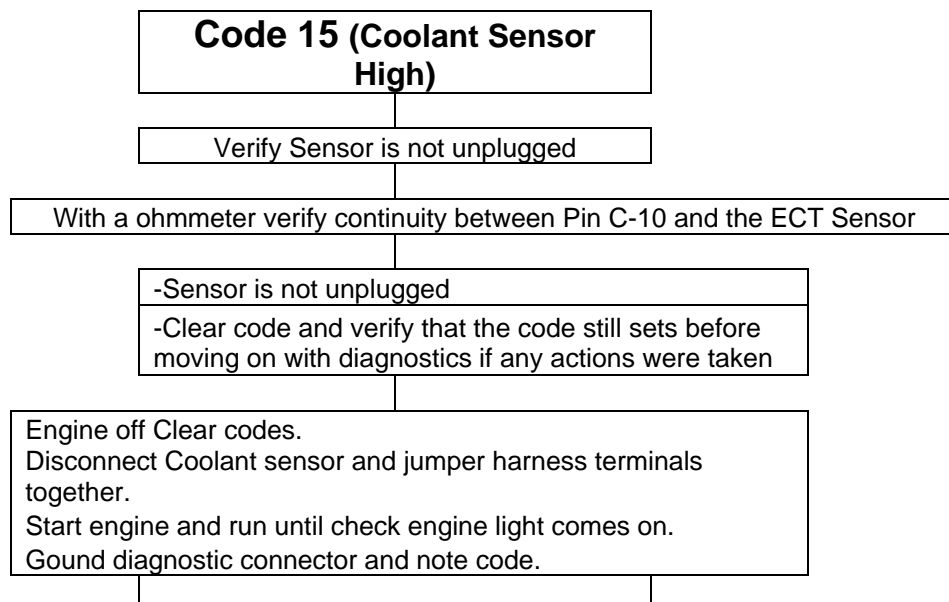 Code 15 (Coolant Sensor
High)
Verify Sensor is not unplugged
With a ohmmeter verify continuity between Pin C-10 and the ECT Sensor
-Sensor is not unplugged
-Clear code and verify that the code still sets before
moving on with diagnostics if any actions were taken
Engine off Clear codes.
Disconnect Coolant sensor and jumper harness terminals
together.
Start engine and run until check engine light comes on.
Gound diagnostic connector and note code.